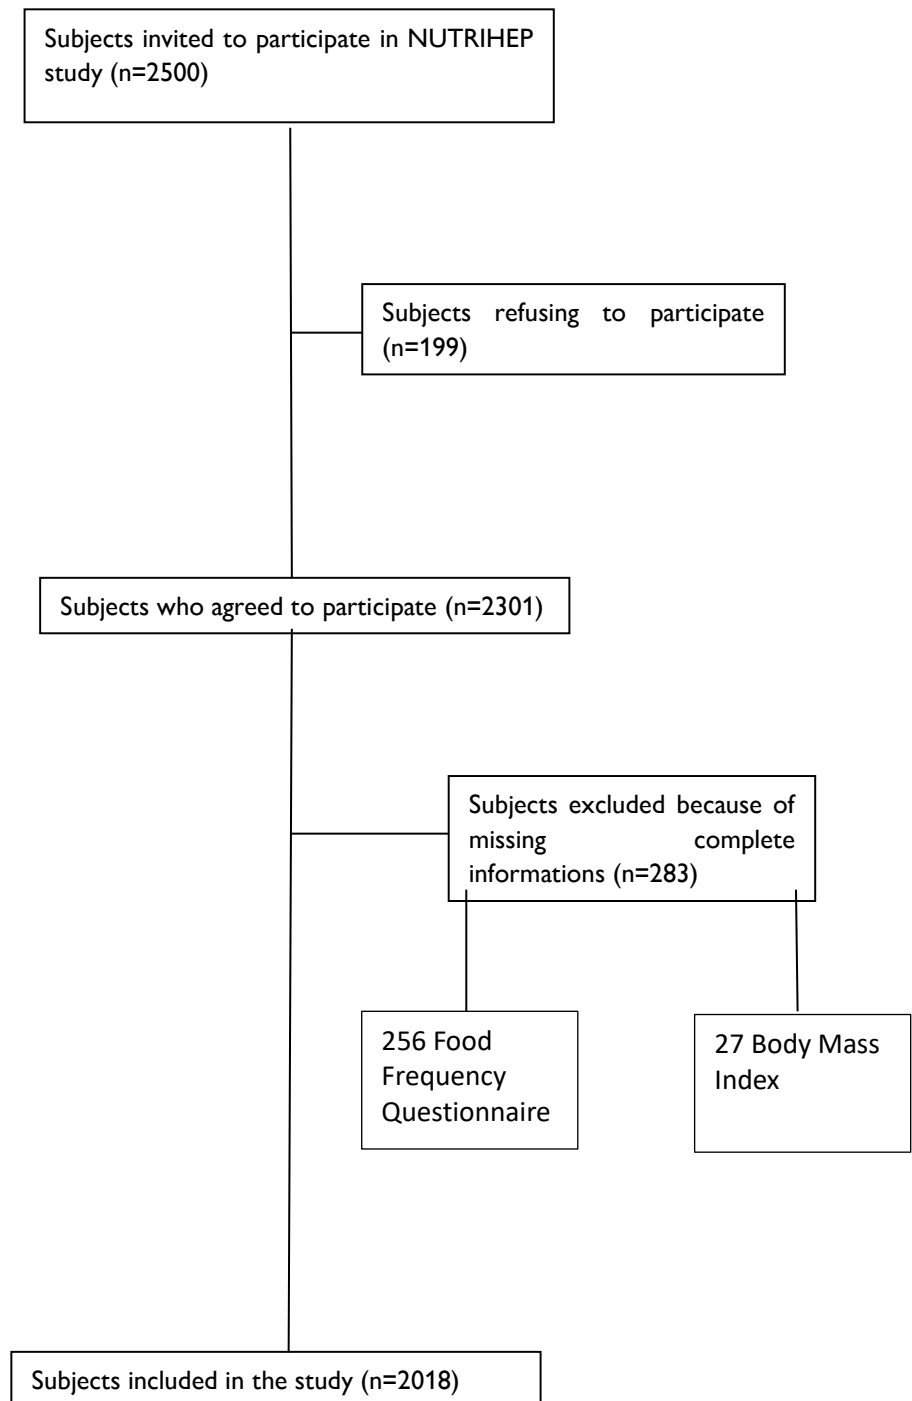 Subjects invited to participate in NUTRIHEP
study (n=2500)
Subjects refusing to participate
(n=199)
Subjects who agreed to participate (n=2301)
Subjects excluded because of
missing complete
informations (n=283)
256 Food
Frequency
Questionnaire
27 Body Mass
Index
Subjects included in the study (n=2018)